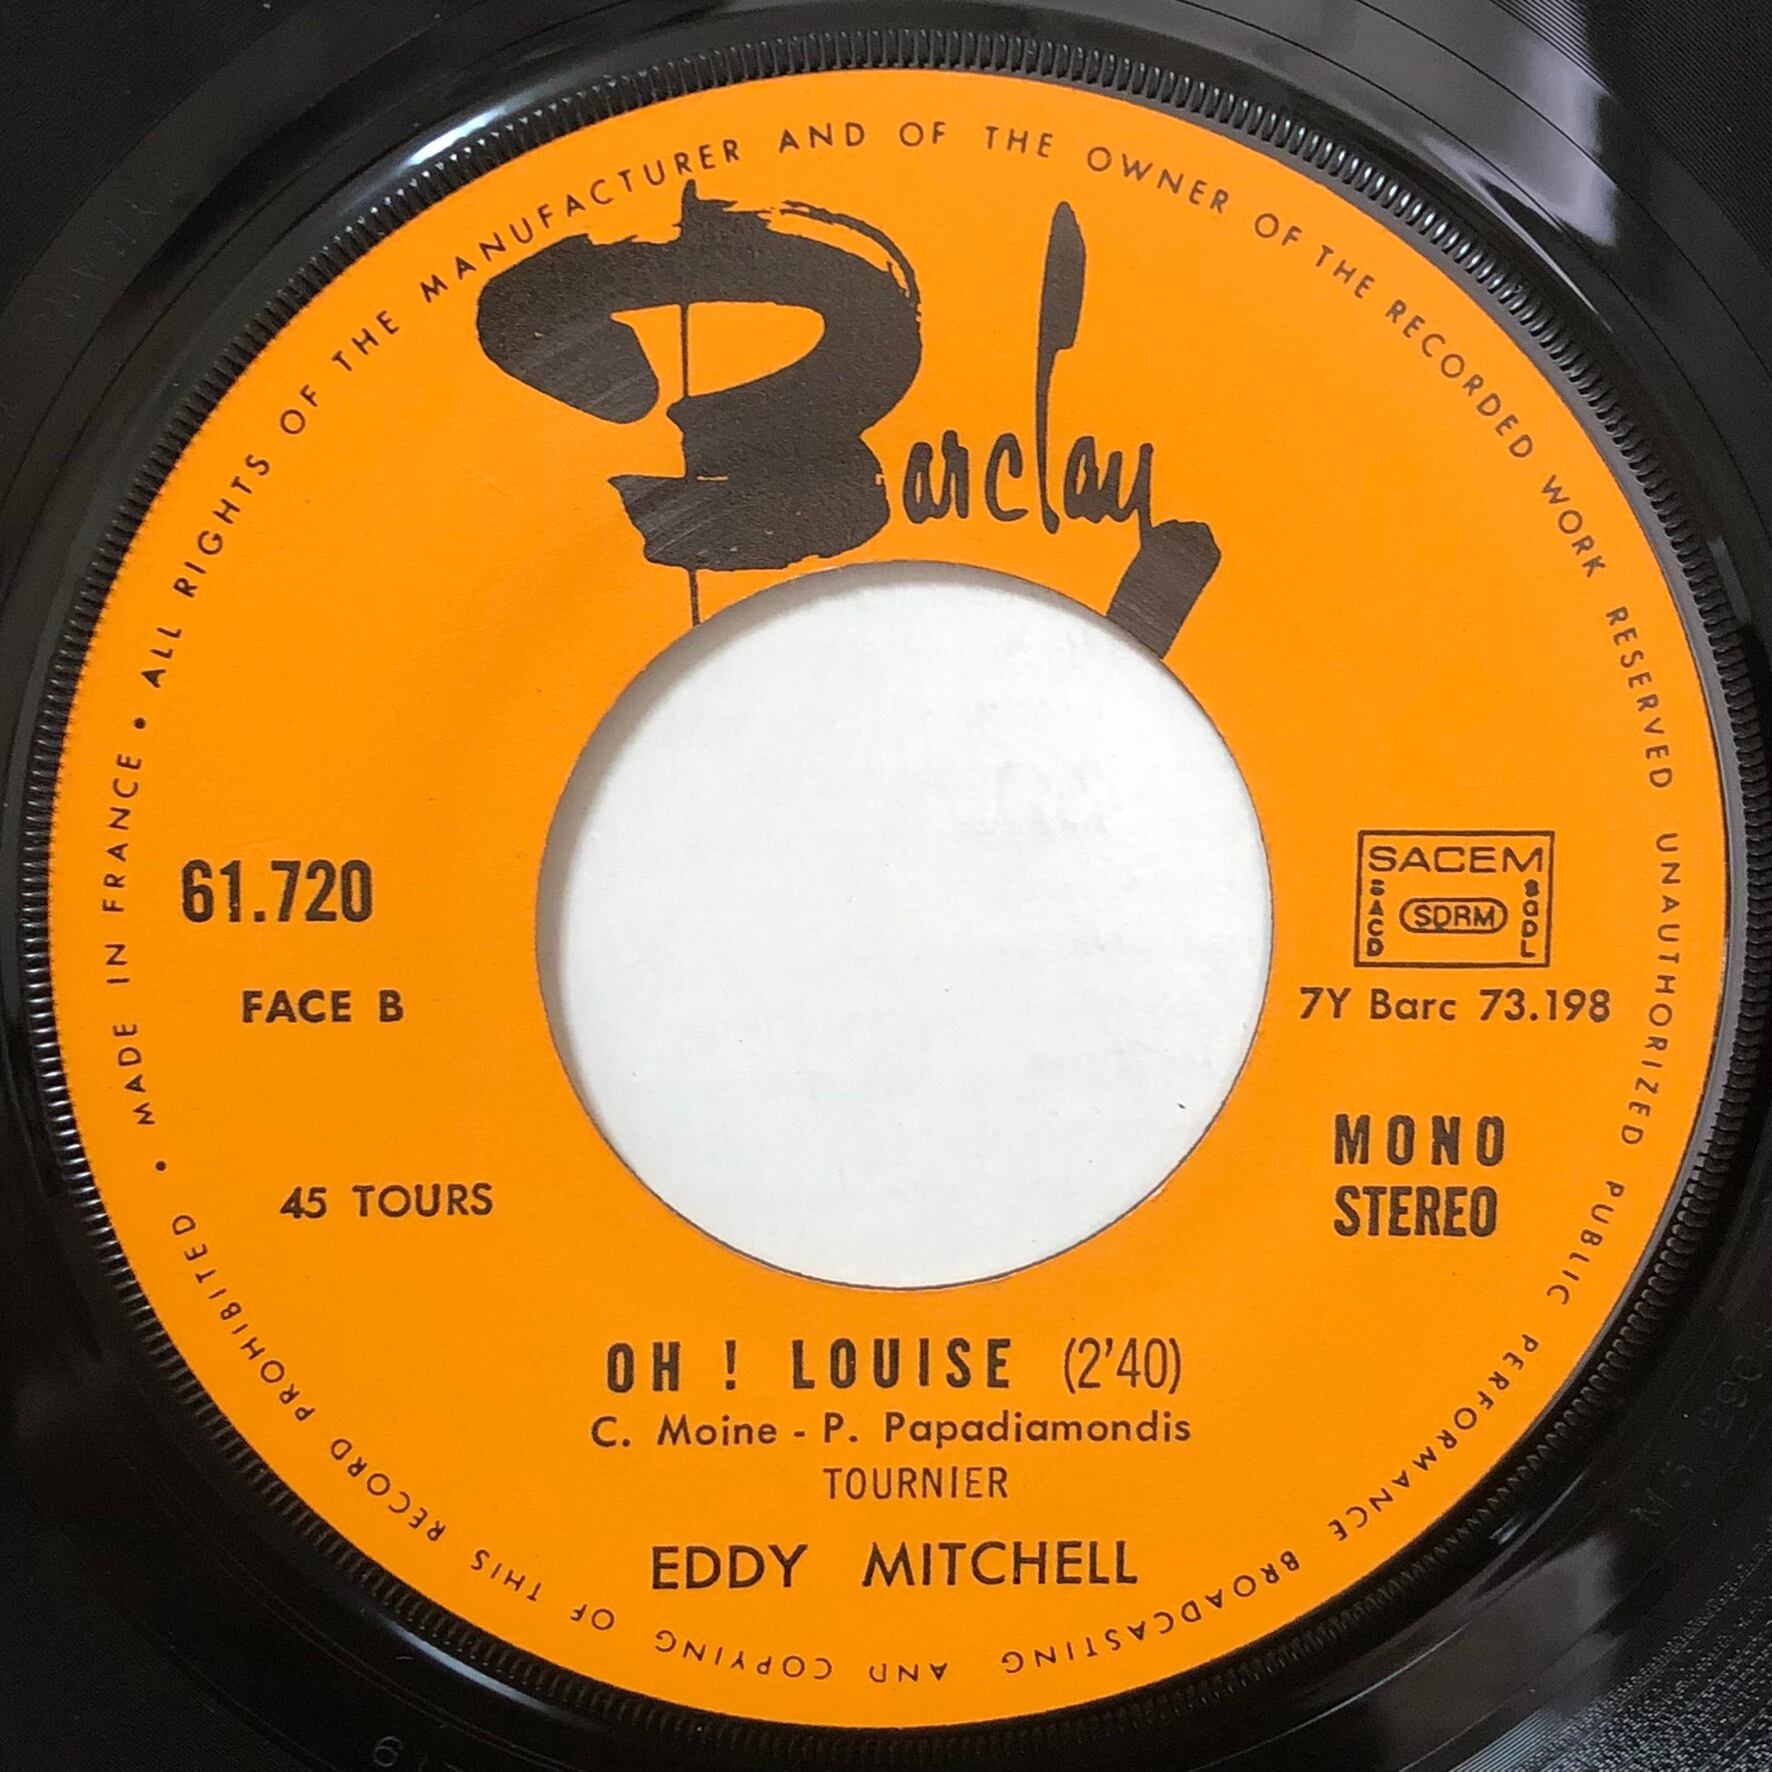 MADE IN FRANCE • ALL RIGHTS OF THE MANUFACTURER AND OF THE OWNER OF THE RECORDED WORK RESERVED UNAUTHORIZED PUBLIC PERFORMANCE BROADCASTING AND COPYING OF THIS RECORD PROHIBITED •
Barclay
61.720
FACE B
45 TOURS
SACEM
SACD
SDRM
SGDL
7Y Barc 73.198
MONO
STEREO
OH ! LOUISE (2'40)
C. Moine - P. Papadiamondis
TOURNIER
EDDY MITCHELL